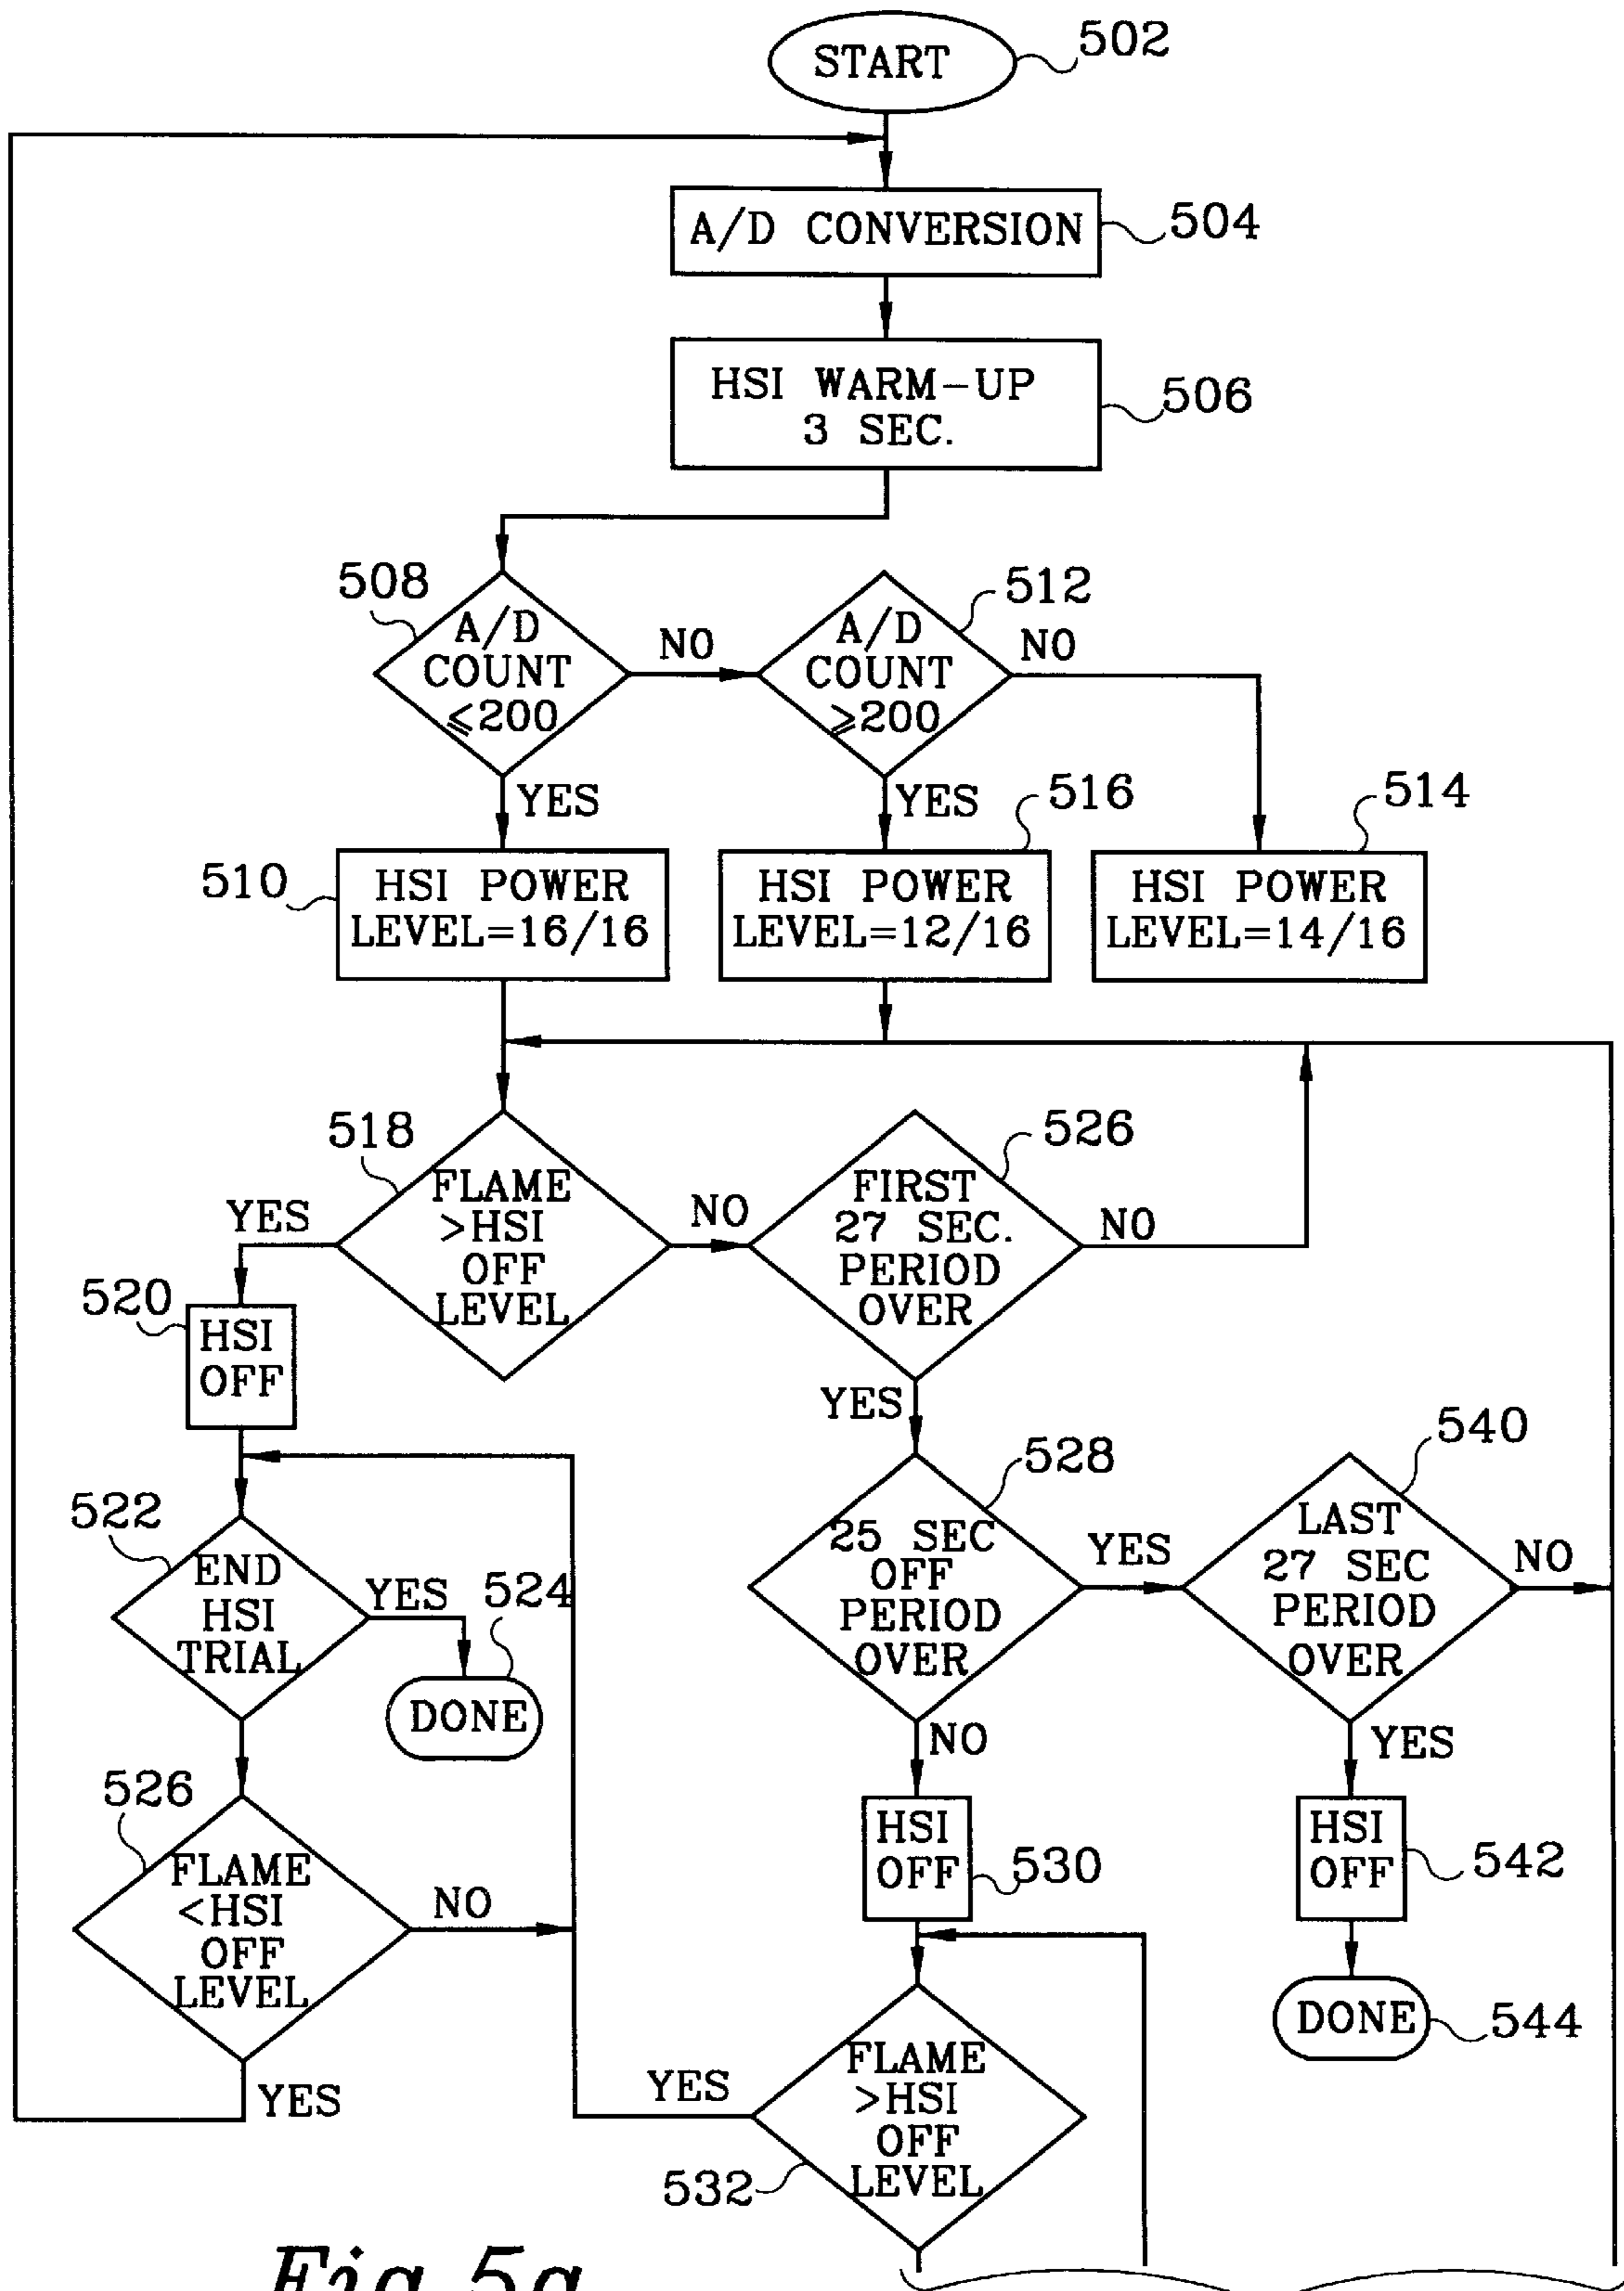 START
502
A/D CONVERSION
504
HSI WARM-UP
3 SEC.
506
508
A/D
COUNT
≤200
NO
512
A/D
COUNT
≥200
NO
YES
YES
510
HSI POWER
LEVEL=16/16
516
HSI POWER
LEVEL=12/16
514
HSI POWER
LEVEL=14/16
518
FLAME
>HSI
OFF
LEVEL
YES
NO
526
FIRST
27 SEC.
PERIOD
OVER
NO
YES
520
HSI
OFF
522
END
HSI
TRIAL
YES
524
DONE
528
25 SEC
OFF
PERIOD
OVER
YES
540
LAST
27 SEC
PERIOD
OVER
NO
NO
YES
526
FLAME
<HSI
OFF
LEVEL
NO
YES
HSI
OFF
530
HSI
OFF
542
DONE
544
YES
FLAME
>HSI
OFF
LEVEL
532
Fig. 5a